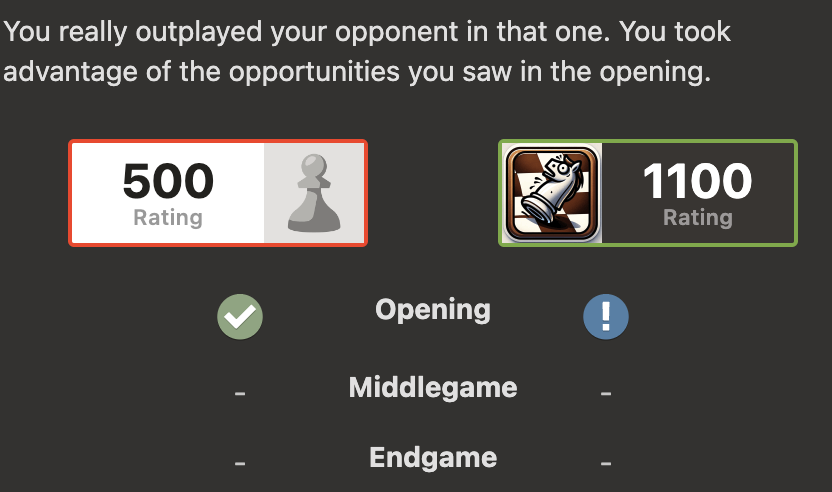 You really outplayed your opponent in that one. You took
advantage of the opportunities you saw in the opening.
500
Rating
1100
Rating
Opening
!
- Middlegame -
- Endgame -